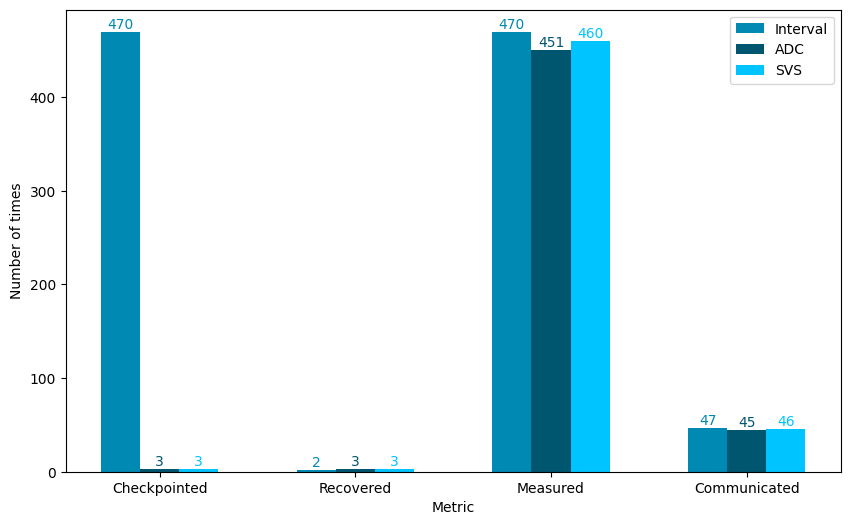 470
470
451
460
Interval
ADC
SVS
400
300
200
100
0
3
3
2
3
3
47
45
46
Checkpointed
Recovered
Measured
Communicated
Number of times
Metric